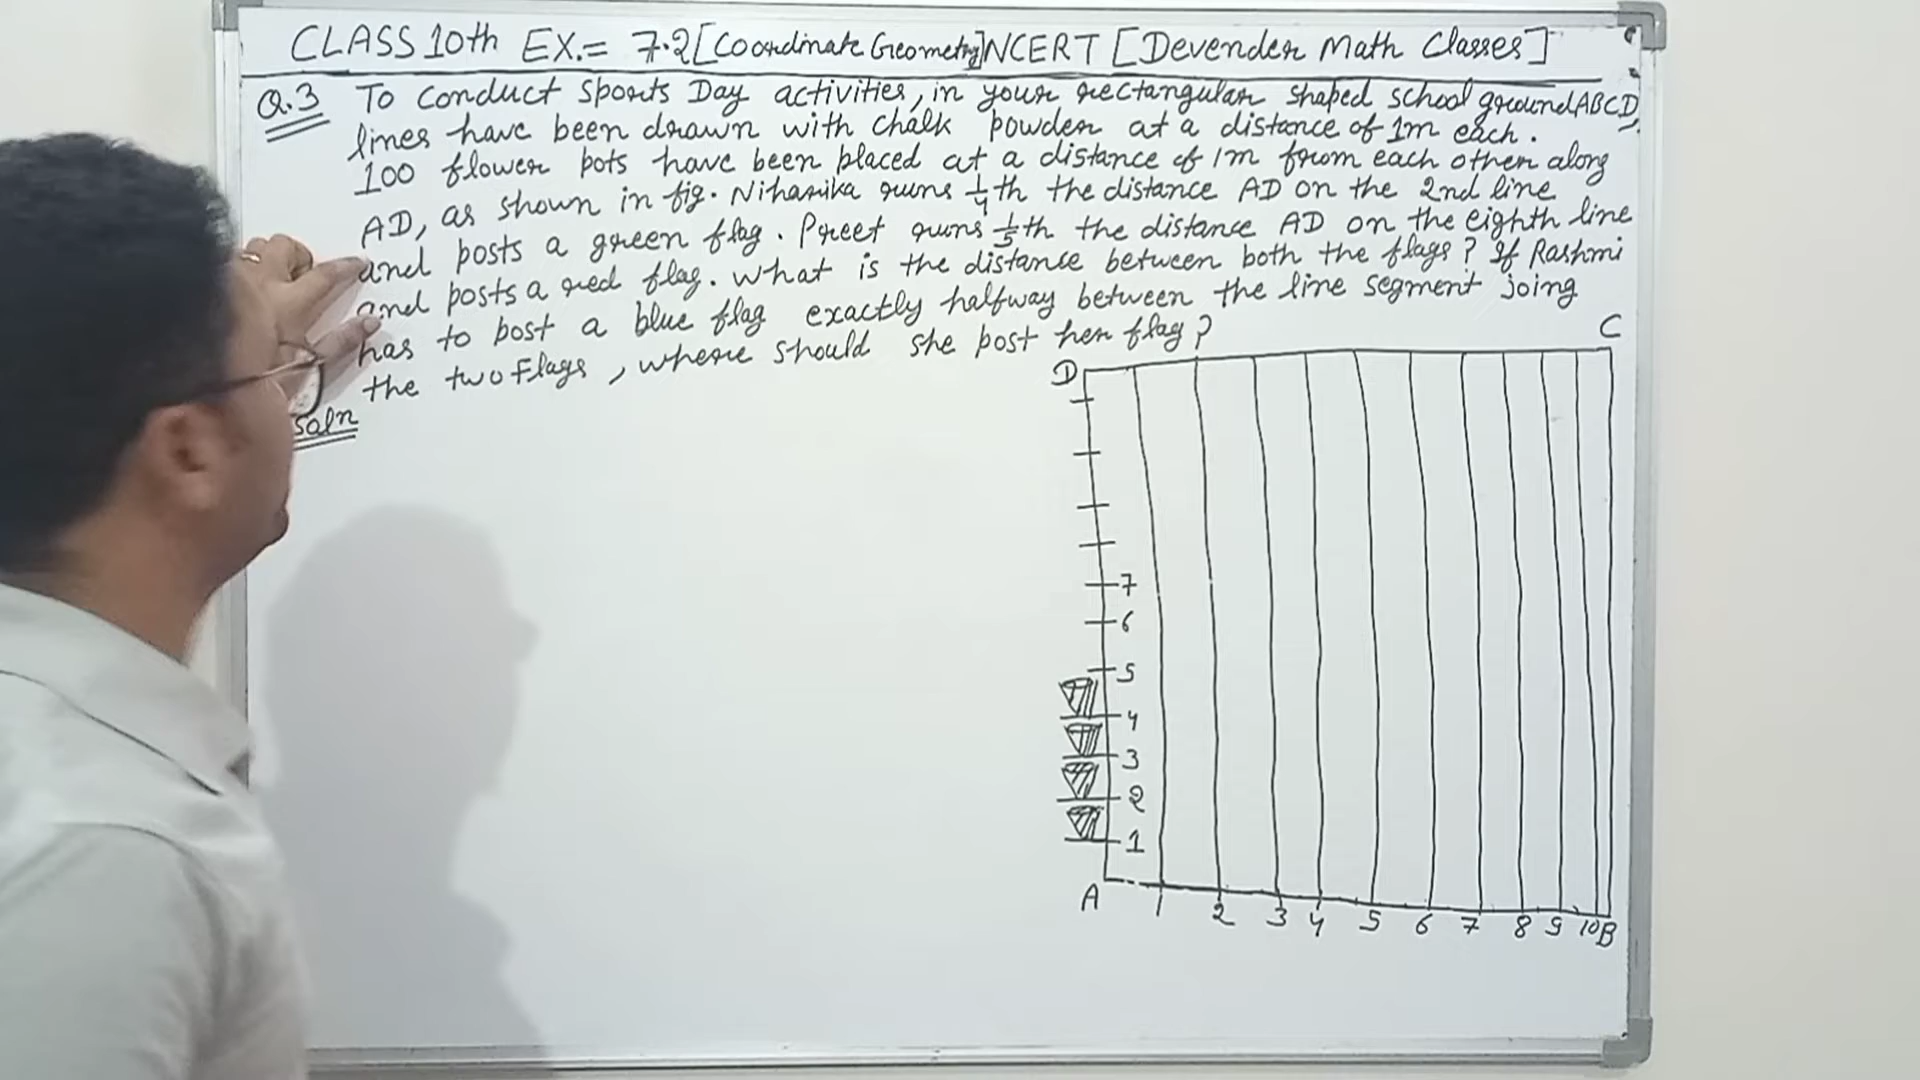 CLASS 10th EX.= 7.2 [Coordinate Geometry] NCERT [Devender Math Classes]
Q.3 To conduct Sports Day activities, in your rectangular shaped school ground ABCD,
lines have been drawn with chalk powder at a distance of 1m each.
100 flower pots have been placed at a distance of 1m from each other along
AD, as shown in fig. Niharika runs 1/4th the distance AD on the 2nd line
and posts a green flag. Preet runs 1/5th the distance AD on the eighth line
and posts a red flag. What is the distance between both the flags? If Rashmi
has to post a blue flag exactly halfway between the line segment joing
the two Flags, where should she post her flag?
Soln
D C
7
6
5
4
3
2
1
A 1 2 3 4 5 6 7 8 9 10 B